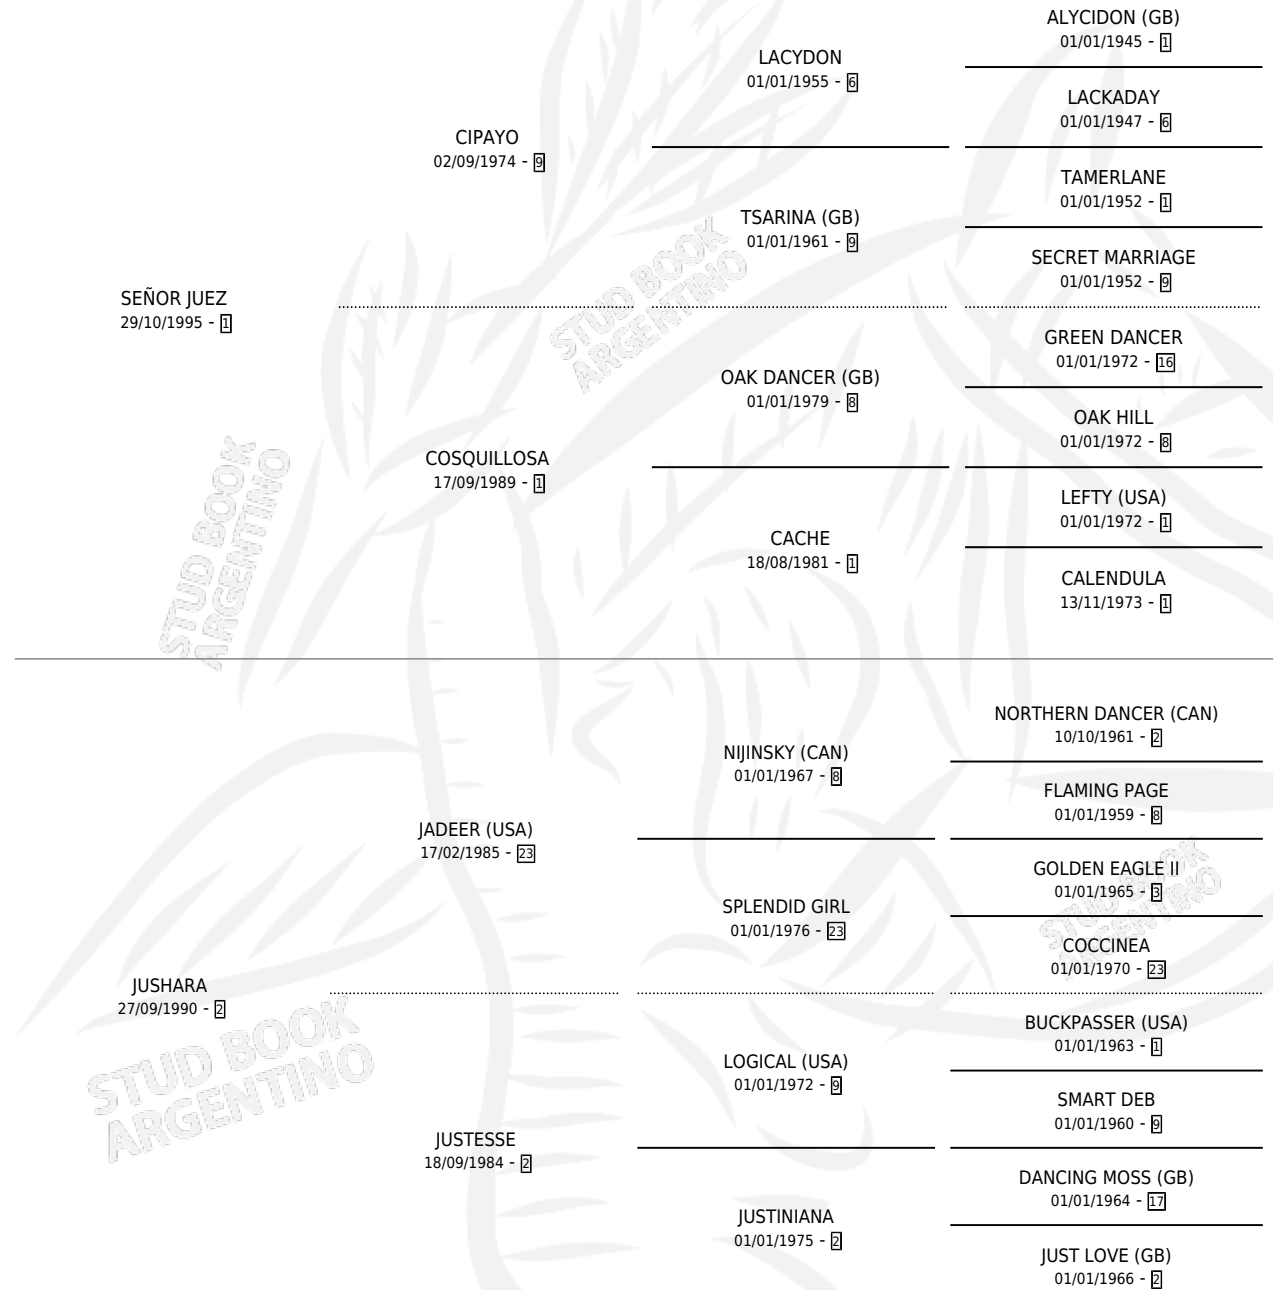 ALYCIDON (GB)
01/01/1945 - 1
LACYDON
01/01/1955 - 6
LACKADAY
01/01/1947 - 6
CIPAYO
02/09/1974 - 9
TAMERLANE
01/01/1952 - 1
TSARINA (GB)
01/01/1961 - 9
SECRET MARRIAGE
01/01/1952 - 9
SEÑOR JUEZ
29/10/1995 - 1
STUD BOOK
ARGENTINO
GREEN DANCER
01/01/1972 - 16
OAK DANCER (GB)
01/01/1979 - 8
OAK HILL
01/01/1972 - 8
COSQUILLOSA
17/09/1989 - 1
LEFTY (USA)
01/01/1972 - 1
CACHE
18/08/1981 - 1
CALENDULA
13/11/1973 - 1
STUD BOOK
ARGENTINO
NORTHERN DANCER (CAN)
10/10/1961 - 2
NIJINSKY (CAN)
01/01/1967 - 8
FLAMING PAGE
01/01/1959 - 8
JADEER (USA)
17/02/1985 - 23
GOLDEN EAGLE II
01/01/1965 - 3
SPLENDID GIRL
01/01/1976 - 23
STUD BOOK
ARGENTINO
COCCINEA
01/01/1970 - 23
JUSHARA
27/09/1990 - 2
STUD BOOK
ARGENTINO
BUCKPASSER (USA)
01/01/1963 - 1
LOGICAL (USA)
01/01/1972 - 9
SMART DEB
01/01/1960 - 9
JUSTESSE
18/09/1984 - 2
DANCING MOSS (GB)
01/01/1964 - 17
JUSTINIANA
01/01/1975 - 2
JUST LOVE (GB)
01/01/1966 - 2